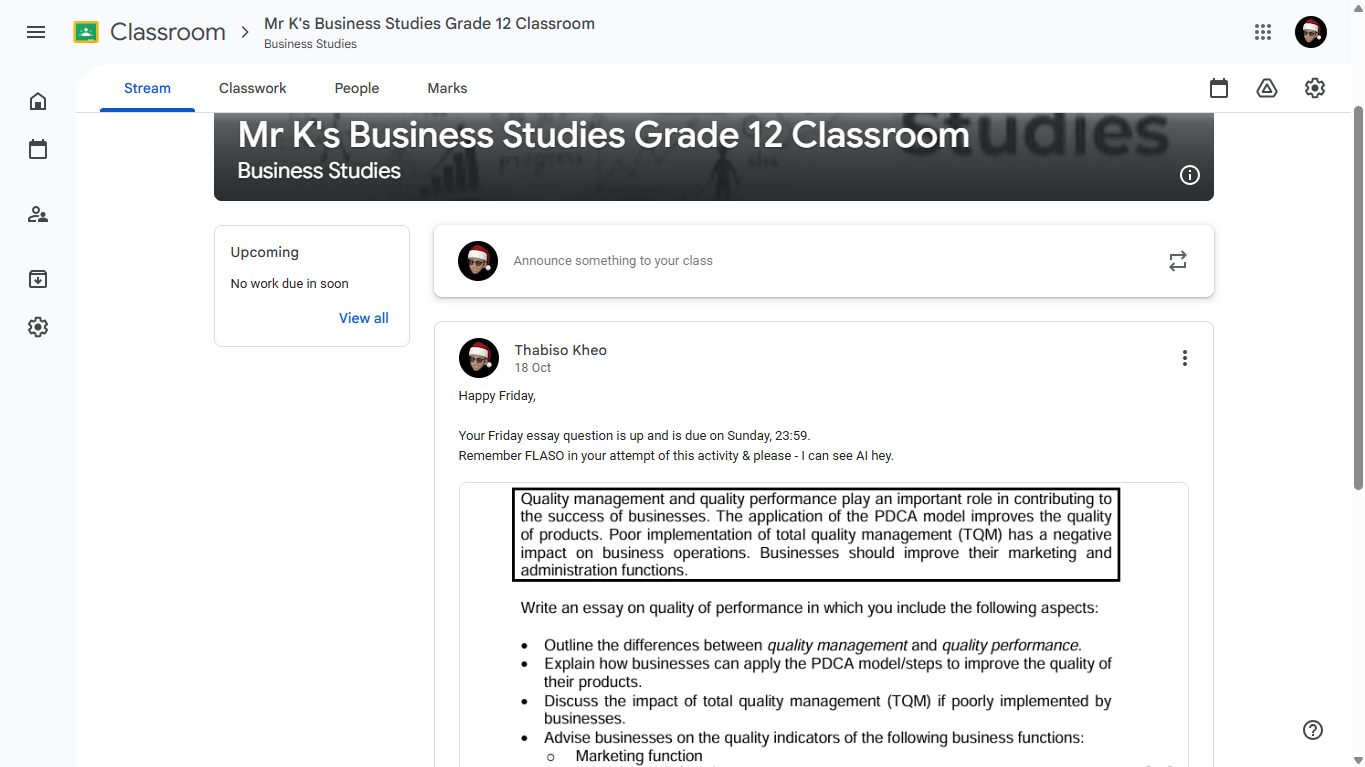 Classroom
Mr K's Business Studies Grade 12 Classroom
Business Studies
Stream
Classwork
People
Marks
Studies
progress
Mr K's Business Studies Grade 12 Classroom
Business Studies
Upcoming
No work due in soon
View all
Announce something to your class
Thabiso Kheo
18 Oct
Happy Friday,
Your Friday essay question is up and is due on Sunday, 23:59.
Remember FLASO in your attempt of this activity & please - I can see AI hey.
Quality management and quality performance play an important role in contributing to
the success of businesses. The application of the PDCA model improves the quality
of products. Poor implementation of total quality management (TQM) has a negative
impact on business operations. Businesses should improve their marketing and
administration functions.
Write an essay on quality of performance in which you include the following aspects:
• Outline the differences between quality management and quality performance.
• Explain how businesses can apply the PDCA model/steps to improve the quality of
their products.
• Discuss the impact of total quality management (TQM) if poorly implemented by
businesses.
• Advise businesses on the quality indicators of the following business functions:
o Marketing function